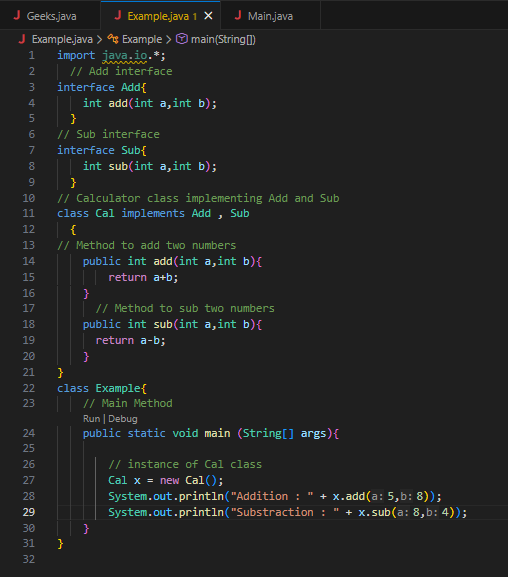 Geeks.java Example.java 1 Main.java
Example.java > Example > main(String[])
1 import java.io.*;
2 // Add interface
3 interface Add{
4 int add(int a,int b);
5 }
6 // Sub interface
7 interface Sub{
8 int sub(int a,int b);
9 }
10 // Calculator class implementing Add and Sub
11 class Cal implements Add , Sub
12 {
13 // Method to add two numbers
14 public int add(int a,int b){
15 return a+b;
16 }
17 // Method to sub two numbers
18 public int sub(int a,int b){
19 return a-b;
20 }
21 }
22 class Example{
23 // Main Method
Run | Debug
24 public static void main (String[] args){
25
26 // instance of Cal class
27 Cal x = new Cal();
28 System.out.println("Addition : " + x.add(a:5,b:8));
29 System.out.println("Substraction : " + x.sub(a:8,b:4));
30 }
31 }
32